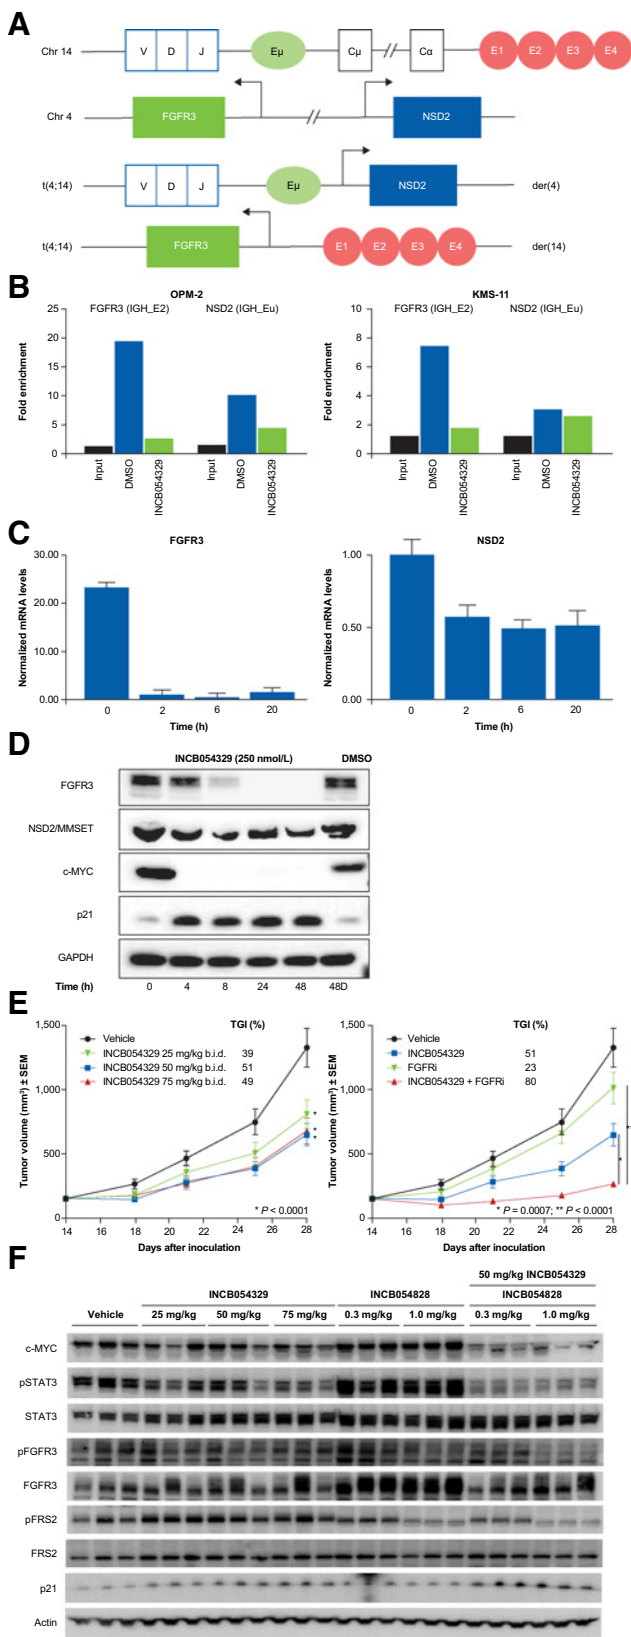 A
Chr 14
V D J Eµ Cµ Cα E1 E2 E3 E4
Chr 4
FGFR3 NSD2
t(4;14) V D J Eµ NSD2 der(4)
t(4;14) FGFR3 E1 E2 E3 E4 der(14)
B
OPM-2
FGFR3 (IGH_E2) NSD2 (IGH_Eu)
Fold enrichment
25
20
15
10
5
0
Input DMSO INCB054329 Input DMSO INCB054329
KMS-11
FGFR3 (IGH_E2) NSD2 (IGH_Eu)
Fold enrichment
10
8
6
4
2
0
Input DMSO INCB054329 Input DMSO INCB054329
C
FGFR3
Normalized mRNA levels
30.00
20.00
10.00
0.00
0 2 6 20
Time (h)
NSD2
Normalized mRNA levels
1.00
0.50
0.00
0 2 6 20
Time (h)
D
INCB054329 (250 nmol/L) DMSO
FGFR3
NSD2/MMSET
c-MYC
p21
GAPDH
Time (h) 0 4 8 24 48 48D
E
TGI (%)
Vehicle
INCB054329 25 mg/kg b.i.d. 39
INCB054329 50 mg/kg b.i.d. 51
INCB054329 75 mg/kg b.i.d. 49
Tumor volume (mm³) ± SEM
1,500
1,000
500
0
*
*
*
* P < 0.0001
14 16 18 20 22 24 26 28
Days after inoculation
TGI (%)
Vehicle
INCB054329 51
FGFRi 23
INCB054329 + FGFRi 80
Tumor volume (mm³) ± SEM
1,500
1,000
500
0
*
* P = 0.0007; ** P < 0.0001
14 16 18 20 22 24 26 28
Days after inoculation
F
50 mg/kg INCB054329
INCB054329 INCB054828 INCB054828
Vehicle 25 mg/kg 50 mg/kg 75 mg/kg 0.3 mg/kg 1.0 mg/kg 0.3 mg/kg 1.0 mg/kg
c-MYC
pSTAT3
STAT3
pFGFR3
FGFR3
pFRS2
FRS2
p21
Actin